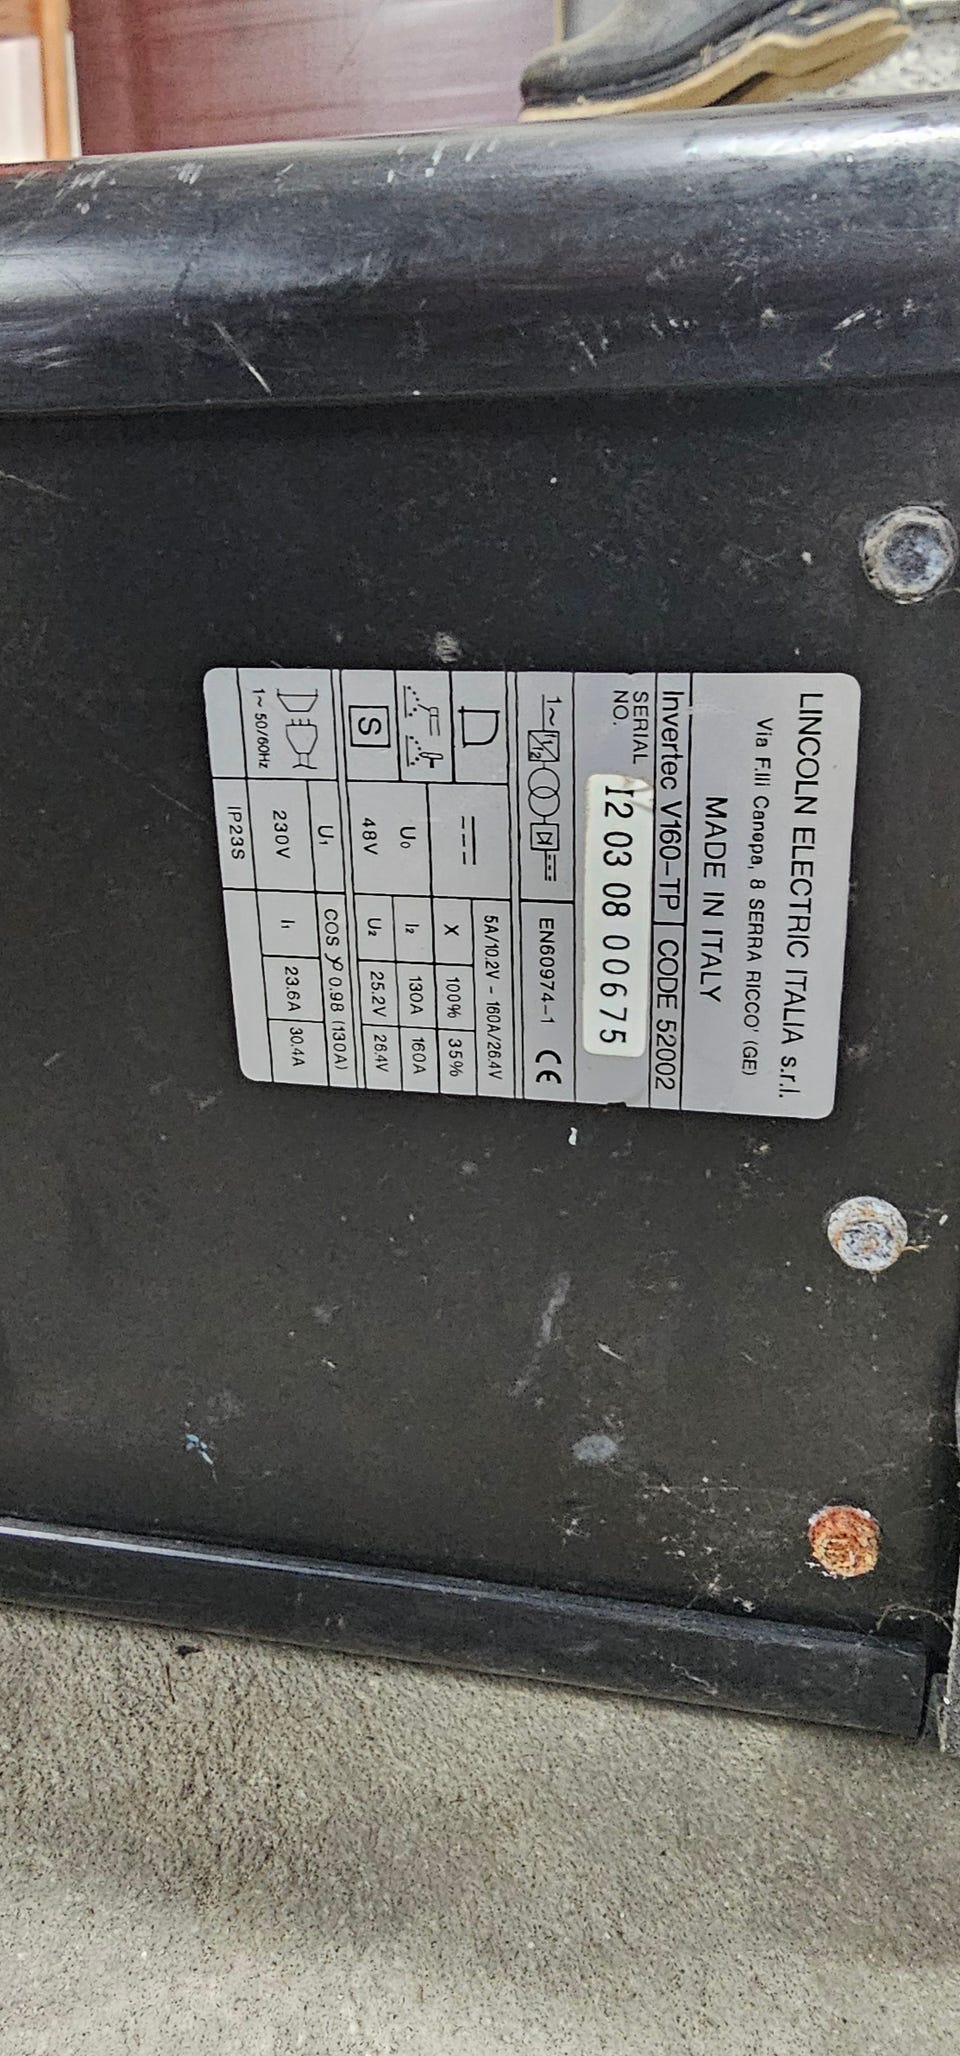 LINCOLN ELECTRIC ITALIA s.r.l.
Via F.lli Canepa, 8 SERRA RICCO' (GE)
MADE IN ITALY
Invertec V160-TP CODE 52002
SERIAL NO. I2 03 08 00675
1~ EN60974-1 CE
5A/10.2V - 160A/26.4V
X 100% 35%
U₀ I₂ 130A 160A
S 48V U₂ 25.2V 26.4V
U₁ COS φ 0.98 (130A)
1~ 50/60Hz 230V I₁ 23.6A 30.4A
IP23S